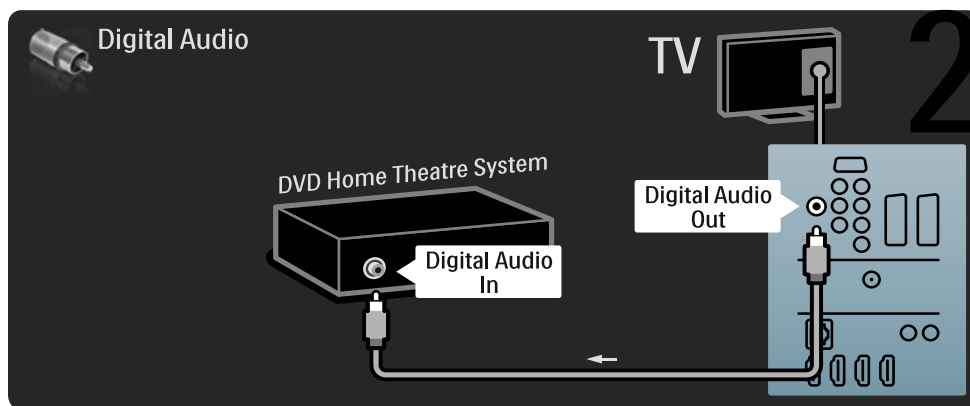 Digital Audio
TV
2
DVD Home Theatre System
Digital Audio
Out
Digital Audio
In